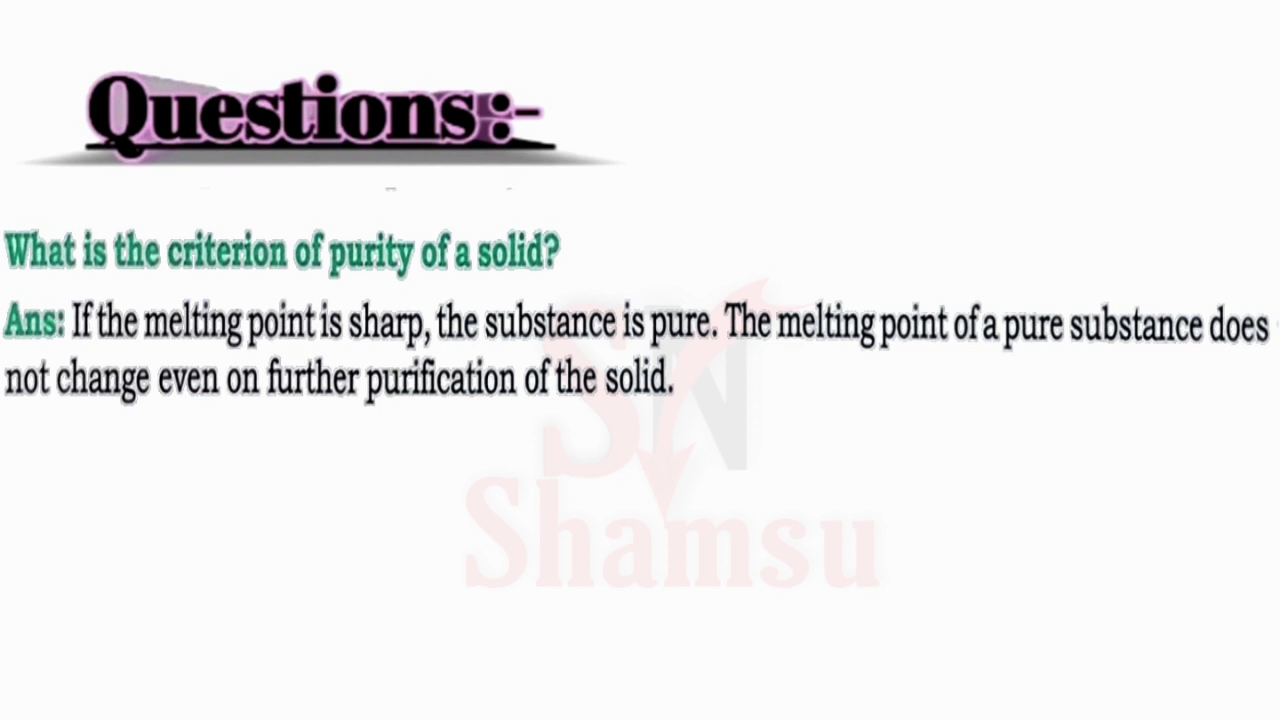 Questions:-
What is the criterion of purity of a solid?
Ans: If the melting point is sharp, the substance is pure. The melting point of a pure substance does
not change even on further purification of the solid.
SN
Shamsu